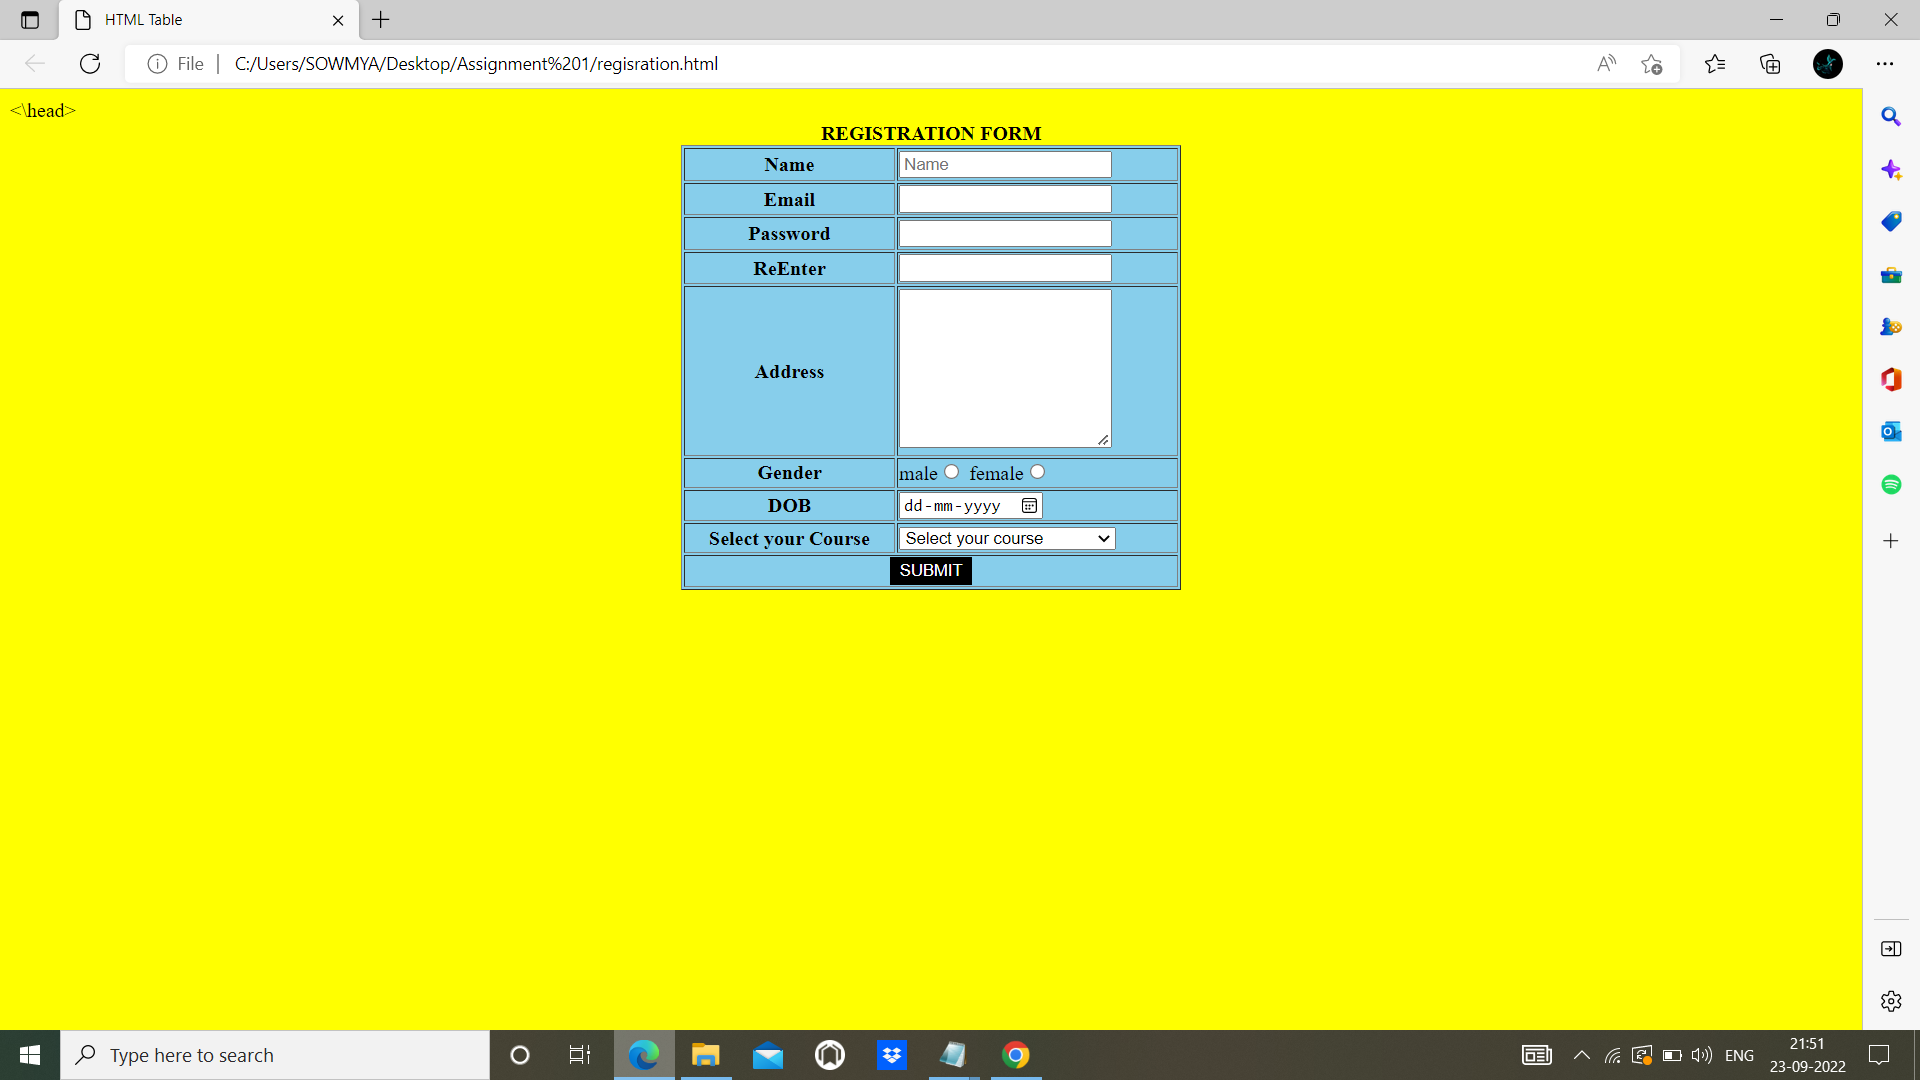 HTML Table
File
C:/Users/SOWMYA/Desktop/Assignment%201/regisration.html
<\head>
REGISTRATION FORM
Name Name
Email
Password
ReEnter
Address
Gender male female
DOB dd-mm-yyyy
Select your Course Select your course
SUBMIT
Type here to search
ENG
21:51
23-09-2022